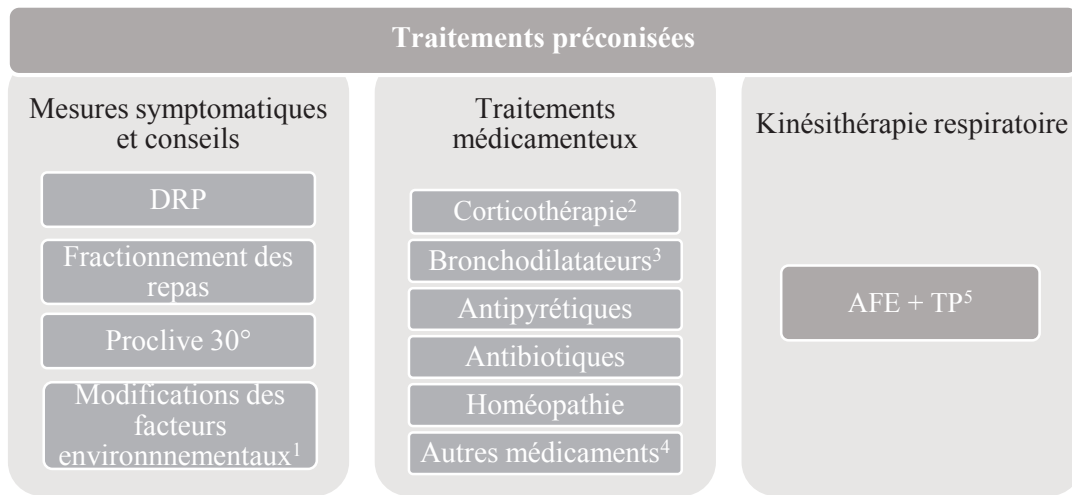 Traitements préconisées
Mesures symptomatiques
et conseils
DRP
Fractionnement des
repas
Proclive 30°
Modifications des
facteurs
environnnementaux¹
Traitements
médicamenteux
Corticothérapie²
Bronchodilatateurs³
Antipyrétiques
Antibiotiques
Homéopathie
Autres médicaments⁴
Kinésithérapie respiratoire
AFE + TP⁵